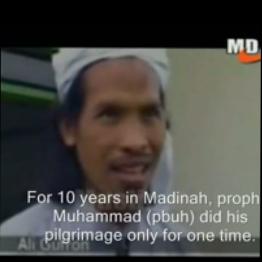 MD
For 10 years in Madinah, proph
Muhammad (pbuh) did his
pilgrimage only for one time.
Ali Gufron